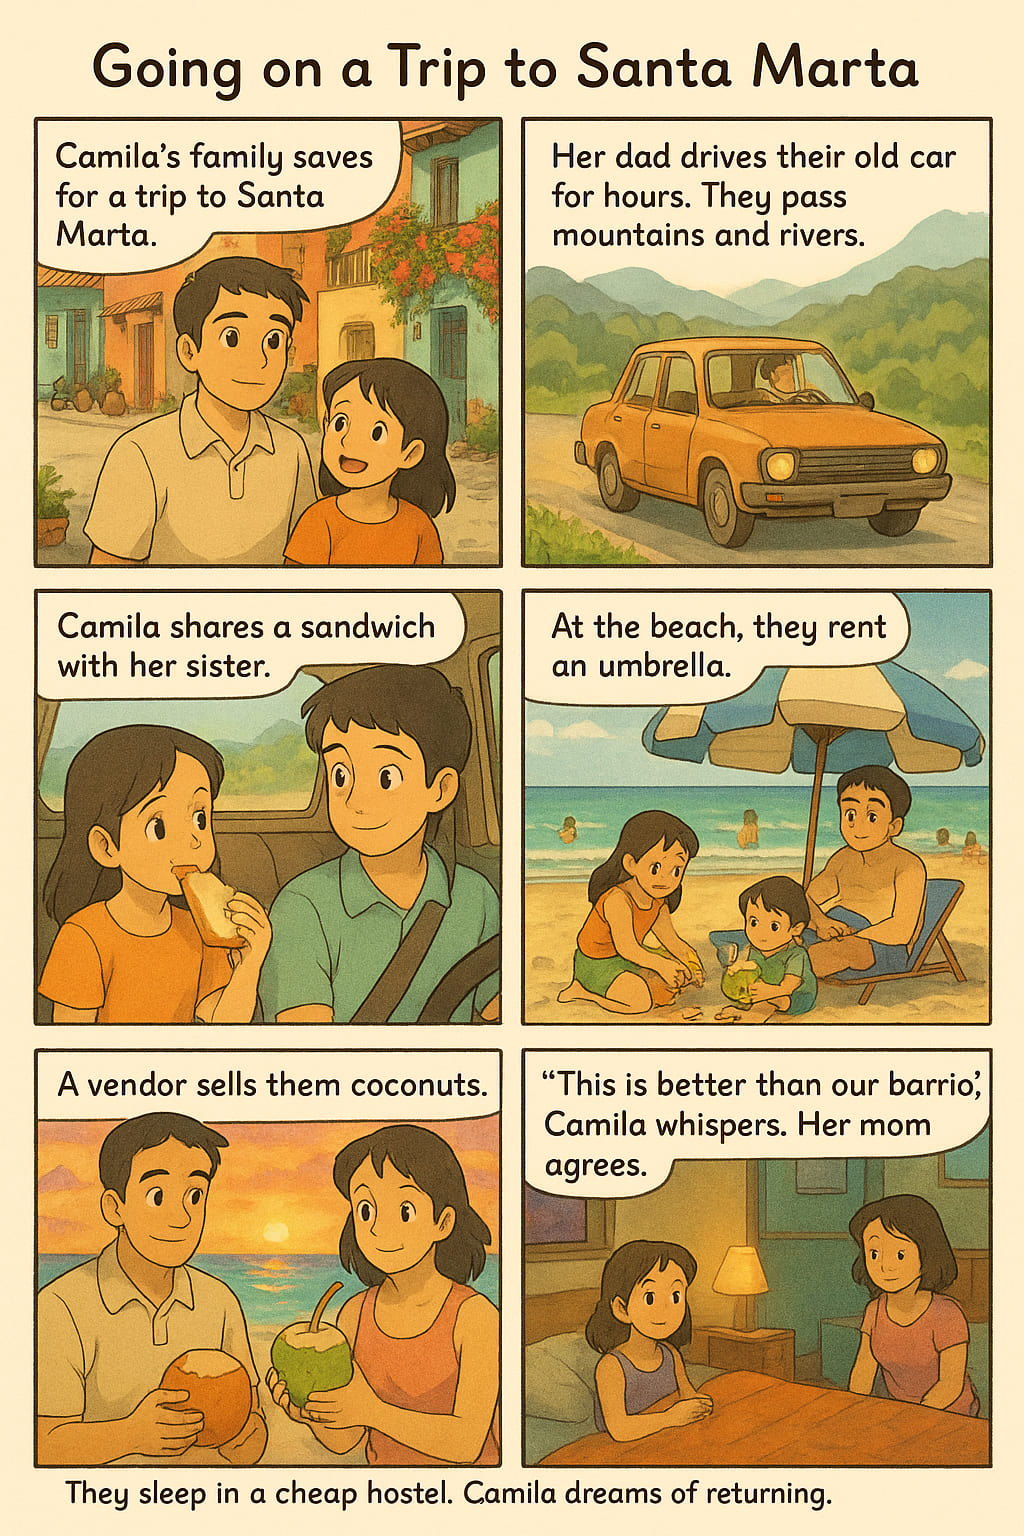 Going on a Trip to Santa Marta
Camila's family saves
for a trip to Santa
Marta.
Her dad drives their old car
for hours. They pass
mountains and rivers.
Camila shares a sandwich
with her sister.
At the beach, they rent
an umbrella.
A vendor sells them coconuts.
“This is better than our barrio,’
Camila whispers. Her mom
agrees.
They sleep in a cheap hostel. Camila dreams of returning.